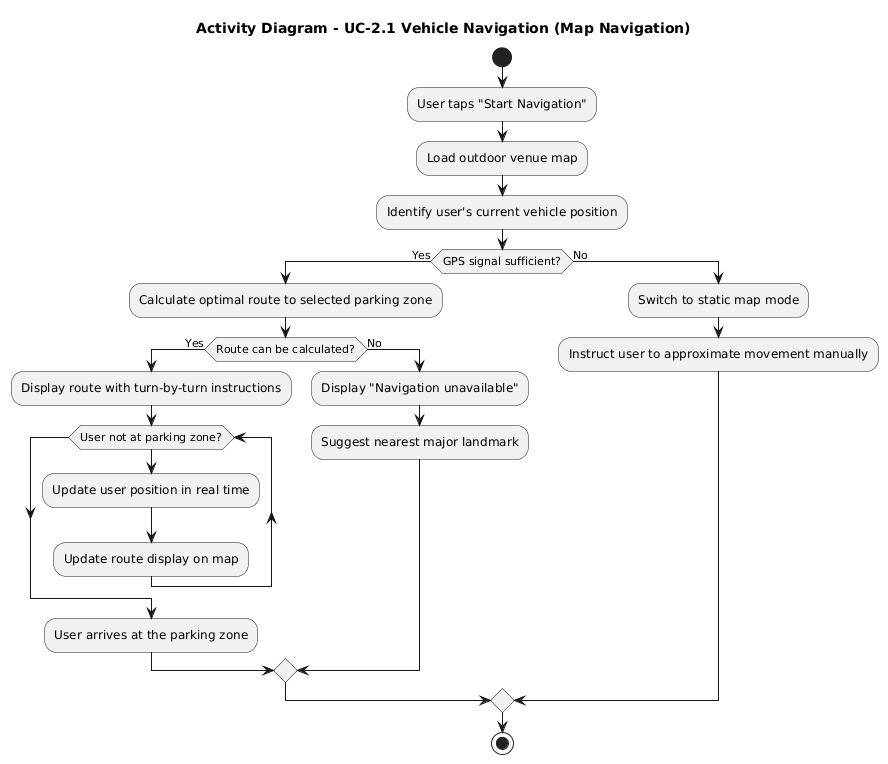 Activity Diagram - UC-2.1 Vehicle Navigation (Map Navigation)
User taps "Start Navigation"
Load outdoor venue map
Identify user's current vehicle position
Yes
GPS signal sufficient?
No
Calculate optimal route to selected parking zone
Switch to static map mode
Yes
Route can be calculated?
No
Instruct user to approximate movement manually
Display route with turn-by-turn instructions
Display "Navigation unavailable"
User not at parking zone?
Suggest nearest major landmark
Update user position in real time
Update route display on map
User arrives at the parking zone